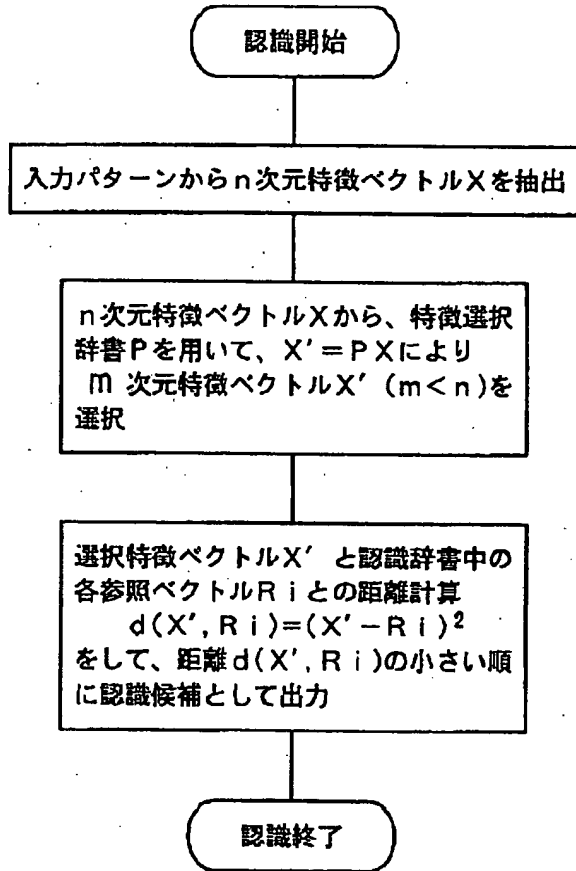 認識開始
入力パターンからn次元特徴ベクトルXを抽出
n次元特徴ベクトルXから、特徴選択
辞書Pを用いて、X′=PXにより
m 次元特徴ベクトルX′(m<n)を
選択
選択特徴ベクトルX′と認識辞書中の
各参照ベクトルRiとの距離計算
d(X′,Ri)=(X′−Ri)²
をして、距離d(X′,Ri)の小さい順
に認識候補として出力
認識終了